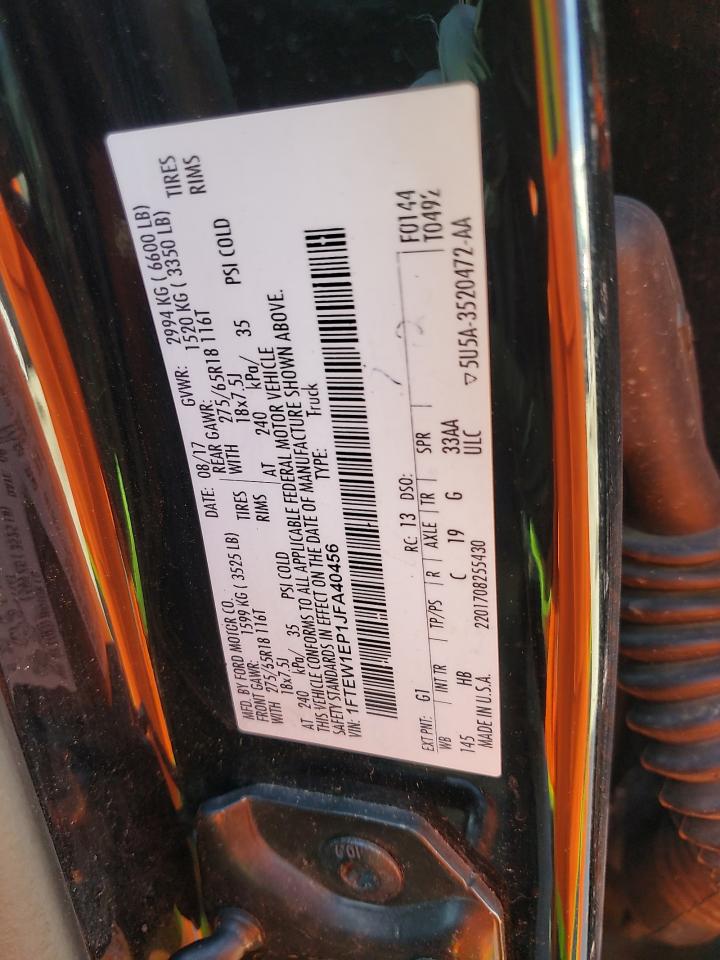 MFD. BY FORD MOTOR CO. DATE: 08/17 GVWR: 2994 KG ( 6600 LB)
FRONT GAWR: 1599 KG ( 3525 LB) REAR GAWR: 1520 KG ( 3350 LB)
WITH 275/65R18 116T TIRES WITH 275/65R18 116T TIRES
18x7.5J RIMS 18x7.5J RIMS
AT 240 kPa/ 35 PSI COLD AT 240 kPa/ 35 PSI COLD
THIS VEHICLE CONFORMS TO ALL APPLICABLE FEDERAL MOTOR VEHICLE
SAFETY STANDARDS IN EFFECT ON THE DATE OF MANUFACTURE SHOWN ABOVE.
VIN: 1FTEW1EP1JFA40456 TYPE: Truck
F0144
EXT PNT: G1 RC: 13 DSO: T0492
WB INT TR TP/PS R AXLE TR SPR
145 HB C 19 G 33AA ▽5U5A-3520472-AA
MADE IN U.S.A. 2201708255430 ULC